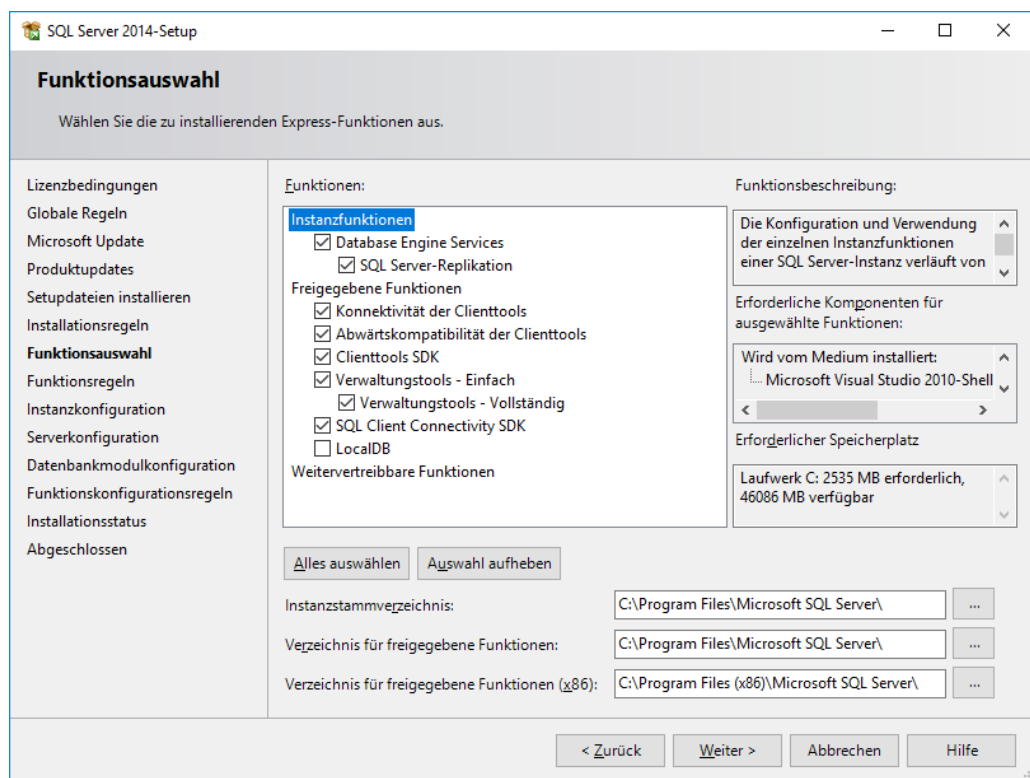 SQL Server 2014-Setup
Funktionsauswahl
Wählen Sie die zu installierenden Express-Funktionen aus.
Lizenzbedingungen
Globale Regeln
Microsoft Update
Produktupdates
Setupdateien installieren
Installationsregeln
Funktionsauswahl
Funktionsregeln
Instanzkonfiguration
Serverkonfiguration
Datenbankmodulkonfiguration
Funktionskonfigurationsregeln
Installationsstatus
Abgeschlossen
Funktionen:
Instanzfunktionen
Database Engine Services
SQL Server-Replikation
Freigegebene Funktionen
Konnektivität der Clienttools
Abwärtskompatibilität der Clienttools
Clienttools SDK
Verwaltungstools - Einfach
Verwaltungstools - Vollständig
SQL Client Connectivity SDK
LocalDB
Weitervertreibbare Funktionen
Funktionsbeschreibung:
Die Konfiguration und Verwendung
der einzelnen Instanzfunktionen
einer SQL Server-Instanz verläuft von
Erforderliche Komponenten für
ausgewählte Funktionen:
Wird vom Medium installiert:
Microsoft Visual Studio 2010-Shell
Erforderlicher Speicherplatz
Laufwerk C: 2535 MB erforderlich,
46086 MB verfügbar
Alles auswählen
Auswahl aufheben
Instanzstammverzeichnis:
C:\Program Files\Microsoft SQL Server\
...
Verzeichnis für freigegebene Funktionen:
C:\Program Files\Microsoft SQL Server\
...
Verzeichnis für freigegebene Funktionen (x86):
C:\Program Files (x86)\Microsoft SQL Server\
...
< Zurück
Weiter >
Abbrechen
Hilfe